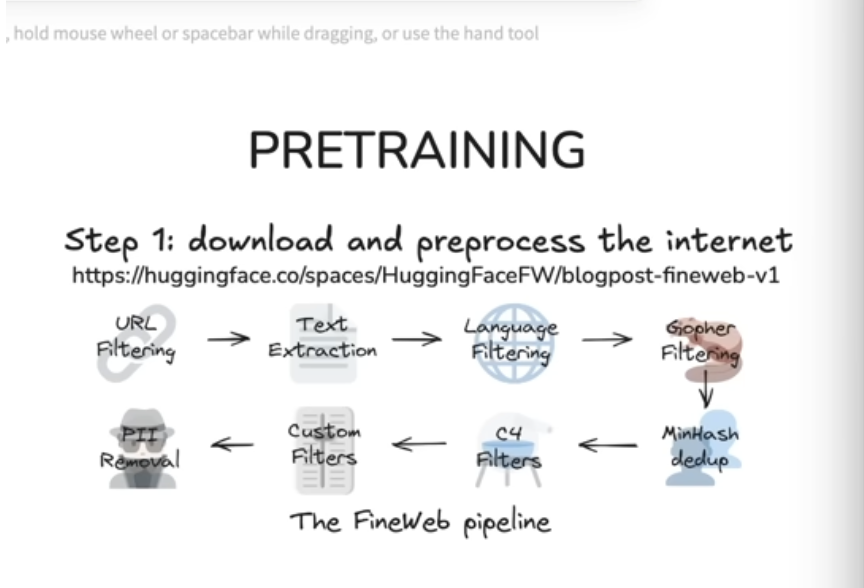 , hold mouse wheel or spacebar while dragging, or use the hand tool
PRETRAINING
Step 1: download and preprocess the internet
https://huggingface.co/spaces/HuggingFaceFW/blogpost-fineweb-v1
URL
Filtering
Text
Extraction
Language
Filtering
Gopher
Filtering
PII
Removal
Custom
Filters
C4
Filters
MinHash
dedup
The FineWeb pipeline